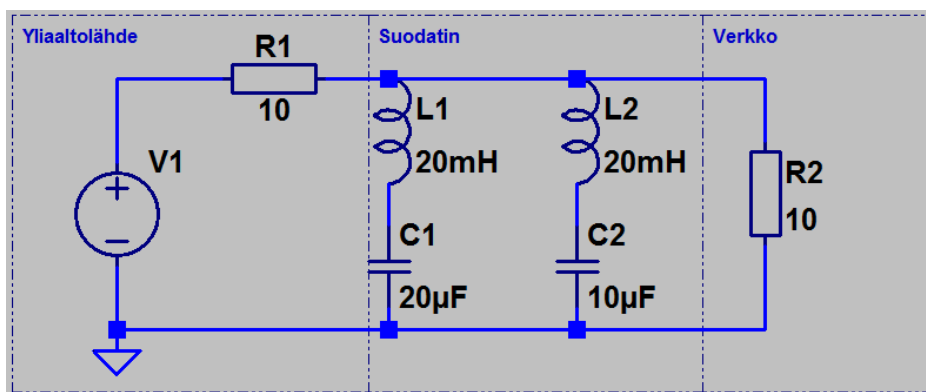 Yliaaltolähde
Suodatin
Verkko
R1
10
V1
L1
20mH
C1
20µF
L2
20mH
C2
10µF
R2
10
+
−